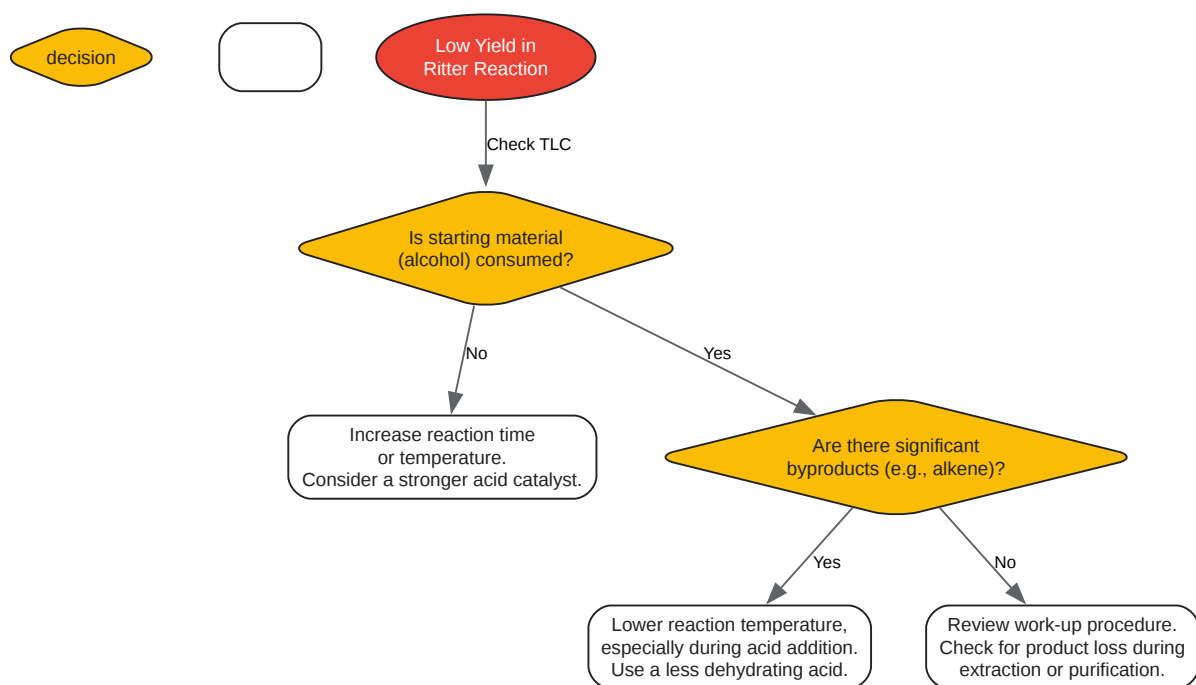 decision
Low Yield in
Ritter Reaction
Check TLC
Is starting material
(alcohol) consumed?
No
Yes
Increase reaction time
or temperature.
Consider a stronger acid catalyst.
Are there significant
byproducts (e.g., alkene)?
Yes
No
Lower reaction temperature,
especially during acid addition.
Use a less dehydrating acid.
Review work-up procedure.
Check for product loss during
extraction or purification.